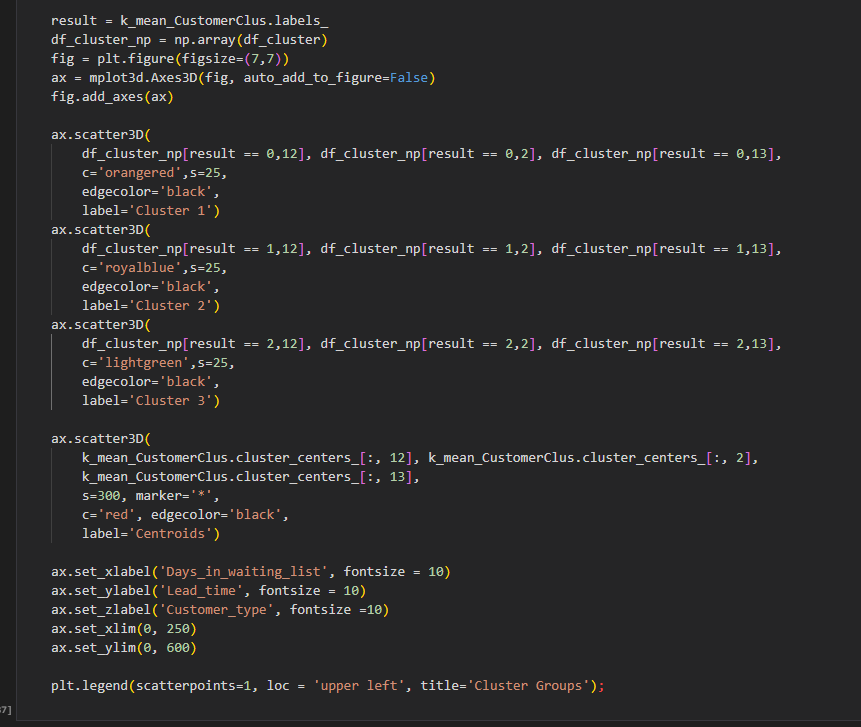 result = k_mean_CustomerClus.labels_
df_cluster_np = np.array(df_cluster)
fig = plt.figure(figsize=(7,7))
ax = mplot3d.Axes3D(fig, auto_add_to_figure=False)
fig.add_axes(ax)

ax.scatter3D(
    df_cluster_np[result == 0,12], df_cluster_np[result == 0,2], df_cluster_np[result == 0,13],
    c='orangered',s=25,
    edgecolor='black',
    label='Cluster 1')
ax.scatter3D(
    df_cluster_np[result == 1,12], df_cluster_np[result == 1,2], df_cluster_np[result == 1,13],
    c='royalblue',s=25,
    edgecolor='black',
    label='Cluster 2')
ax.scatter3D(
    df_cluster_np[result == 2,12], df_cluster_np[result == 2,2], df_cluster_np[result == 2,13],
    c='lightgreen',s=25,
    edgecolor='black',
    label='Cluster 3')

ax.scatter3D(
    k_mean_CustomerClus.cluster_centers_[:, 12], k_mean_CustomerClus.cluster_centers_[:, 2],
    k_mean_CustomerClus.cluster_centers_[:, 13],
    s=300, marker='*',
    c='red', edgecolor='black',
    label='Centroids')

ax.set_xlabel('Days_in_waiting_list', fontsize = 10)
ax.set_ylabel('Lead_time', fontsize = 10)
ax.set_zlabel('Customer_type', fontsize =10)
ax.set_xlim(0, 250)
ax.set_ylim(0, 600)

plt.legend(scatterpoints=1, loc = 'upper left', title='Cluster Groups');
7]